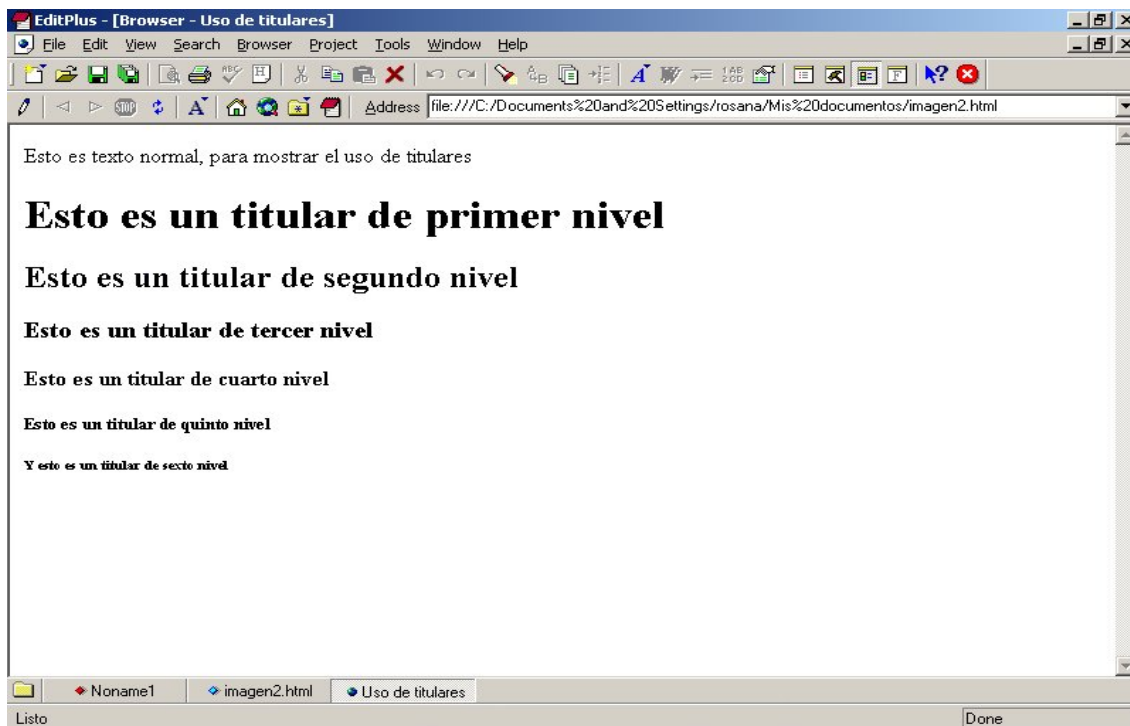 EditPlus - [Browser - Uso de titulares]
File Edit View Search Browser Project Tools Window Help
Address file:///C:/Documents%20and%20Settings/rosana/Mis%20documentos/imagen2.html
Esto es texto normal, para mostrar el uso de titulares
Esto es un titular de primer nivel
Esto es un titular de segundo nivel
Esto es un titular de tercer nivel
Esto es un titular de cuarto nivel
Esto es un titular de quinto nivel
Y esto es un titular de sexto nivel
Noname1 imagen2.html Uso de titulares
Listo Done